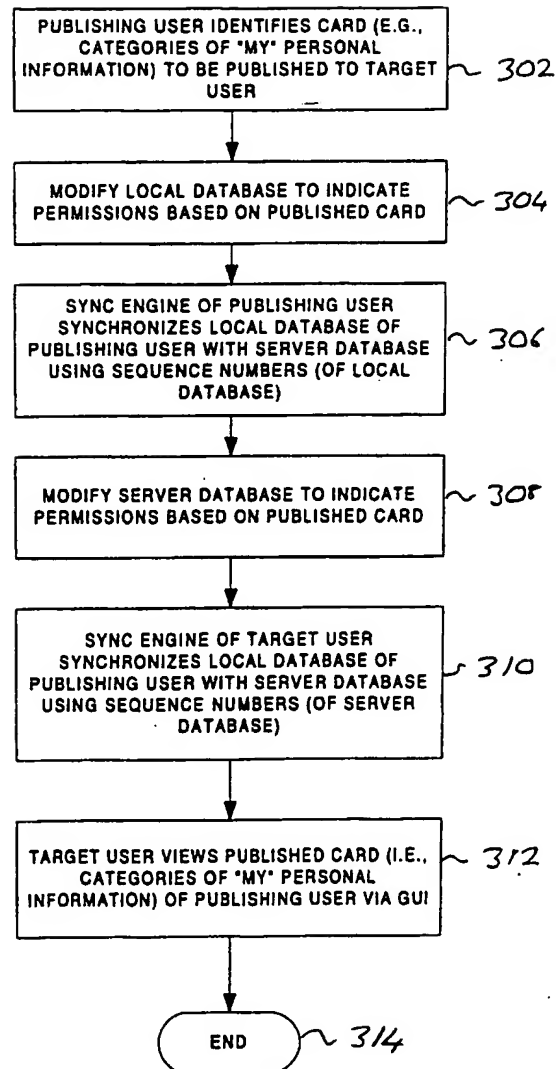 PUBLISHING USER IDENTIFIES CARD (E.G.,
CATEGORIES OF "MY" PERSONAL
INFORMATION) TO BE PUBLISHED TO TARGET
USER
302
MODIFY LOCAL DATABASE TO INDICATE
PERMISSIONS BASED ON PUBLISHED CARD
304
SYNC ENGINE OF PUBLISHING USER
SYNCHRONIZES LOCAL DATABASE OF
PUBLISHING USER WITH SERVER DATABASE
USING SEQUENCE NUMBERS (OF LOCAL
DATABASE)
306
MODIFY SERVER DATABASE TO INDICATE
PERMISSIONS BASED ON PUBLISHED CARD
308
SYNC ENGINE OF TARGET USER
SYNCHRONIZES LOCAL DATABASE OF
PUBLISHING USER WITH SERVER DATABASE
USING SEQUENCE NUMBERS (OF SERVER
DATABASE)
310
TARGET USER VIEWS PUBLISHED CARD (I.E.,
CATEGORIES OF "MY" PERSONAL
INFORMATION) OF PUBLISHING USER VIA GUI
312
END
314